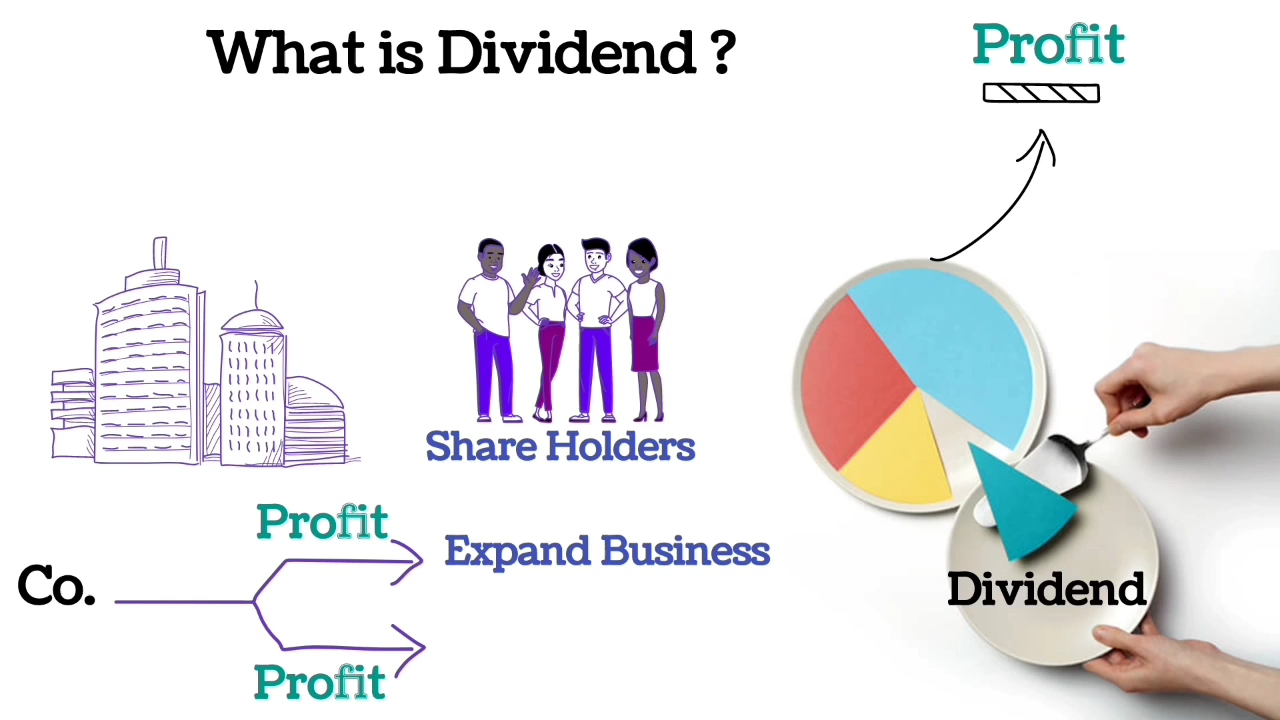 What is Dividend ?
Profit
Share Holders
Profit
Expand Business
Co.
Profit
Dividend